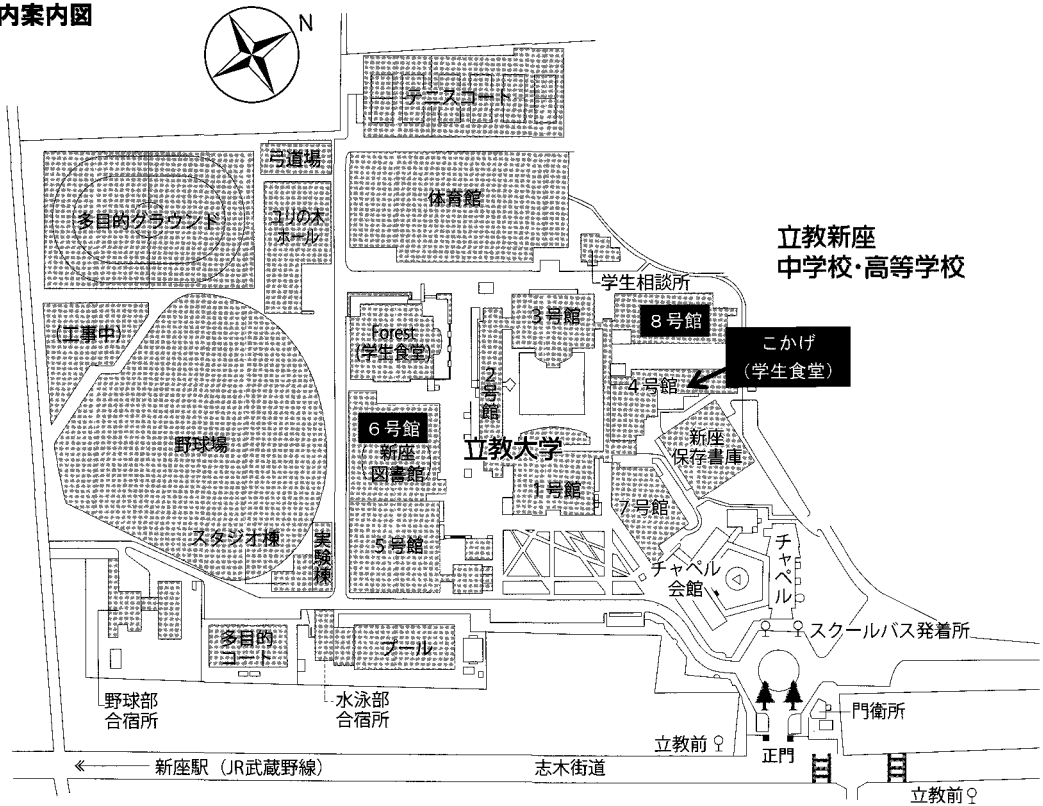 内案内図
N
テニスコート
弓道場
体育館
多目的グラウンド
ユリの木
ホール
立教新座
中学校・高等学校
学生相談所
(工事中)
Forest
(学生食堂)
3号館
8号館
こかげ
(学生食堂)
2号館
4号館
6号館
新座
図書館
立教大学
新座
保存書庫
野球場
1号館
7号館
スタジオ棟
実験棟
5号館
チャペル
会館
チャペル
スクールバス発着所
多目的
コート
プール
野球部
合宿所
水泳部
合宿所
門衛所
立教前
正門
新座駅(JR武蔵野線)
志木街道
立教前